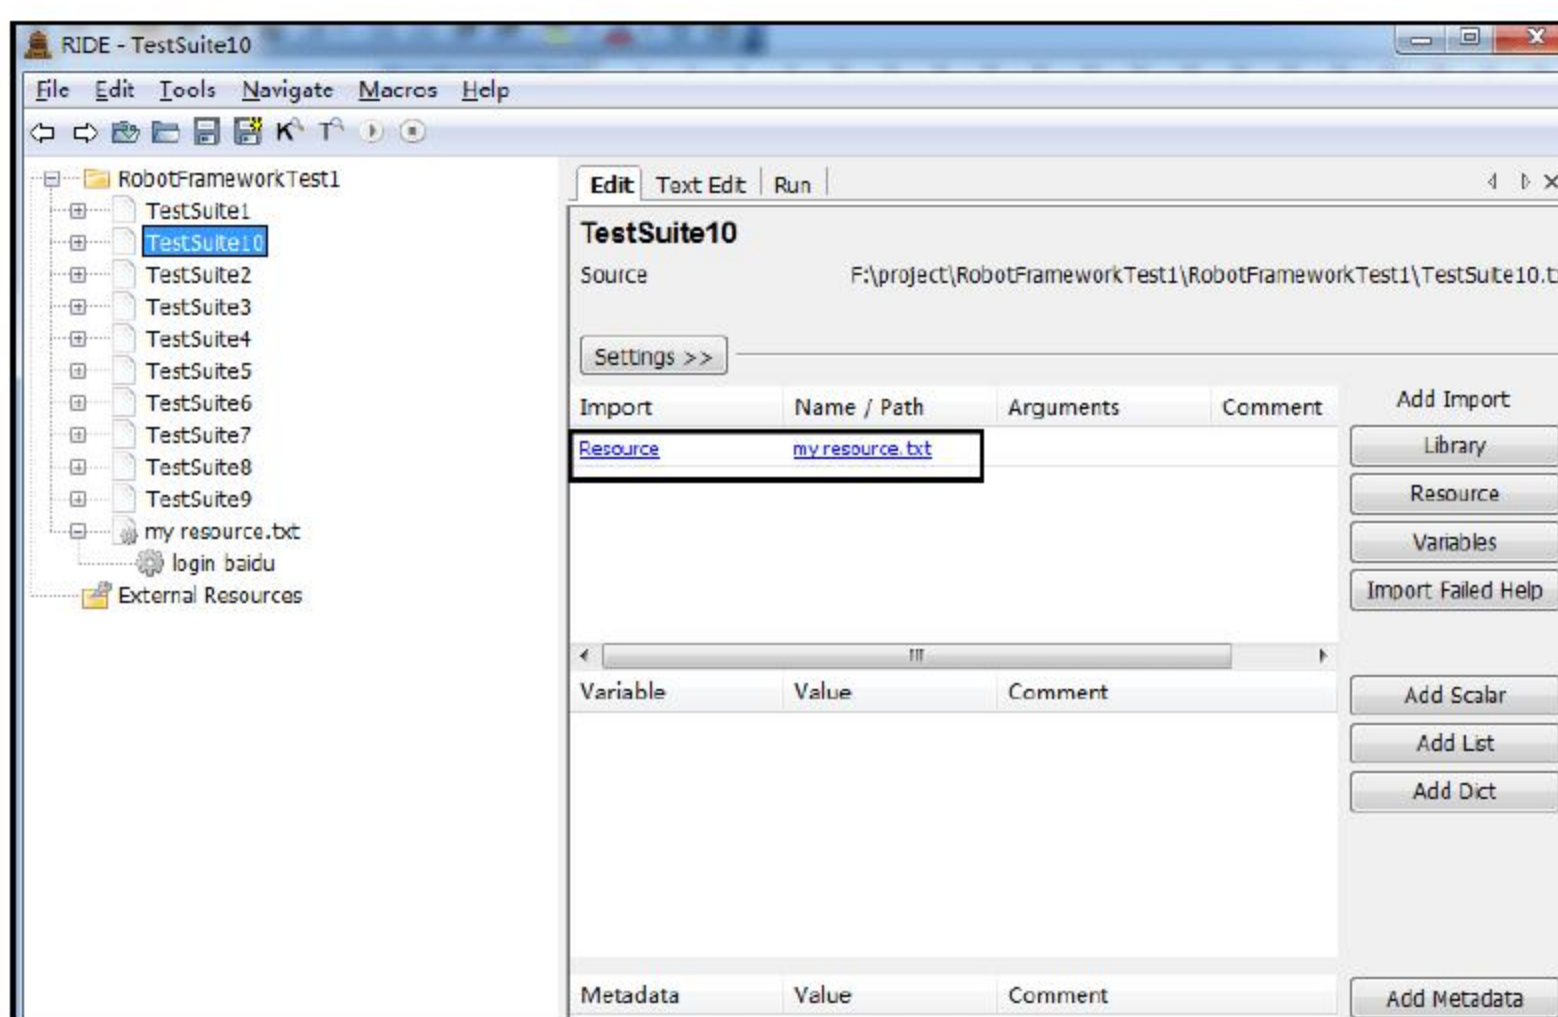 RIDE - TestSuite10
File Edit Tools Navigate Macros Help
RobotFrameworkTest1
TestSuite1
TestSuite10
TestSuite2
TestSuite3
TestSuite4
TestSuite5
TestSuite6
TestSuite7
TestSuite8
TestSuite9
my resource.txt
login baidu
External Resources
Edit Text Edit Run
TestSuite10
Source F:\project\RobotFrameworkTest1\RobotFrameworkTest1\TestSuite10.t
Settings >>
Import Name / Path Arguments Comment
Resource my resource.txt
Add Import
Library
Resource
Variables
Import Failed Help
Variable Value Comment
Add Scalar
Add List
Add Dict
Metadata Value Comment
Add Metadata